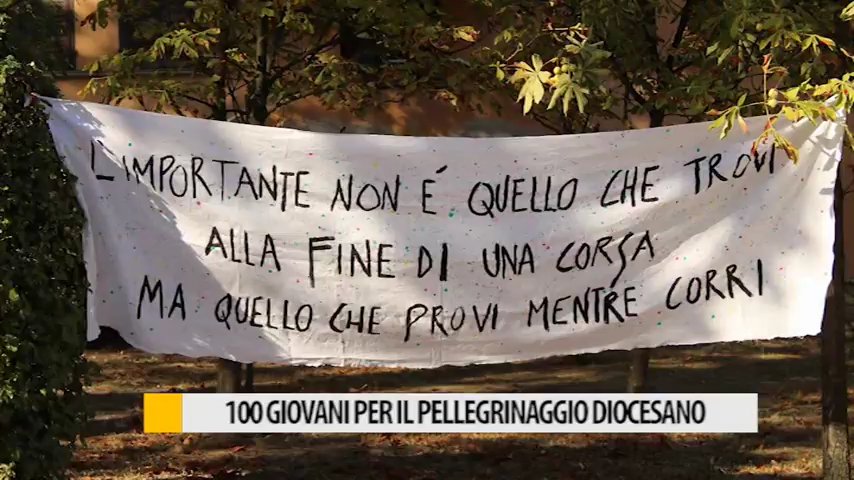 L'IMPORTANTE NON É QUELLO CHE TROVI
ALLA FINE DI UNA CORSA
MA QUELLO CHE PROVI MENTRE CORRI
100 GIOVANI PER IL PELLEGRINAGGIO DIOCESANO